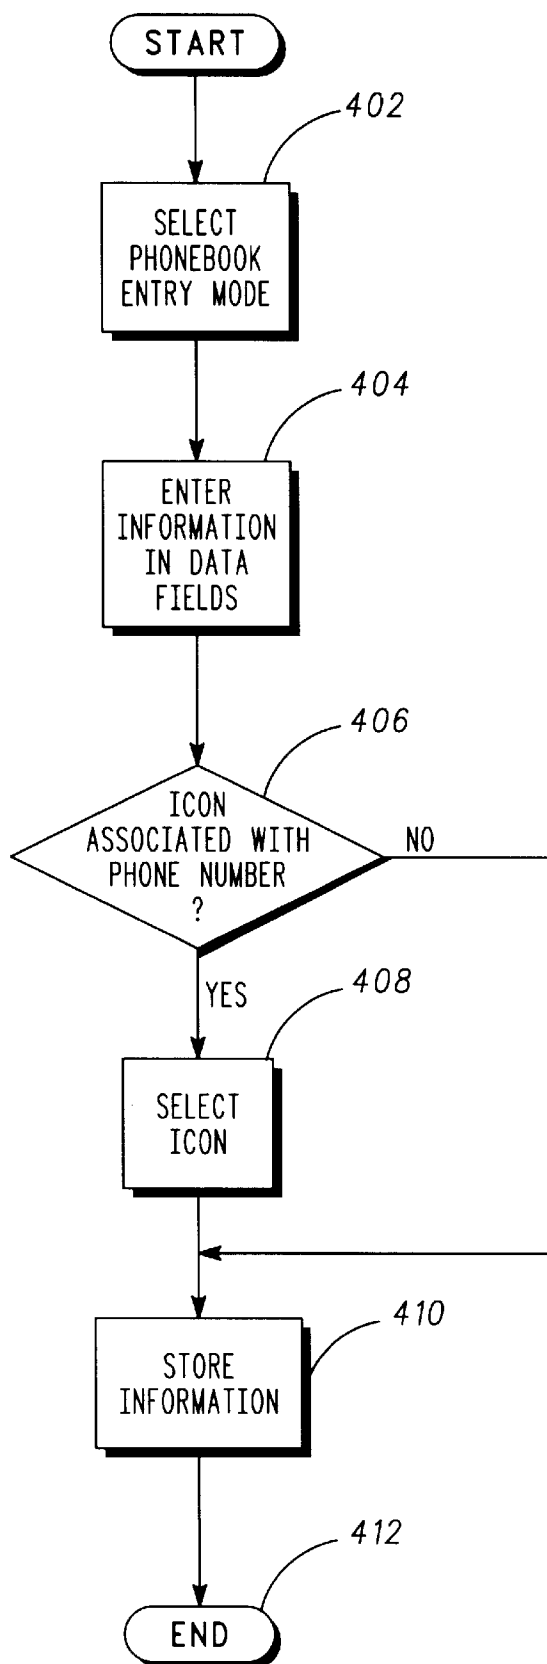 START
402
SELECT
PHONEBOOK
ENTRY MODE
404
ENTER
INFORMATION
IN DATA
FIELDS
406
ICON
ASSOCIATED WITH
PHONE NUMBER
?
NO
YES
408
SELECT
ICON
410
STORE
INFORMATION
412
END